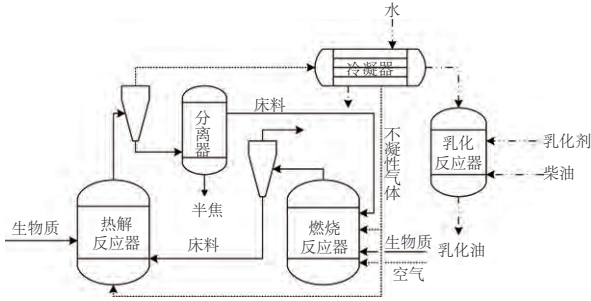 水
冷凝器
分
离
器
床料
不
凝
性
气
体
乳化
反应器
乳化剂
柴油
半焦
生物质
热解
反应器
床料
燃烧
反应器
生物质
空气
乳化油